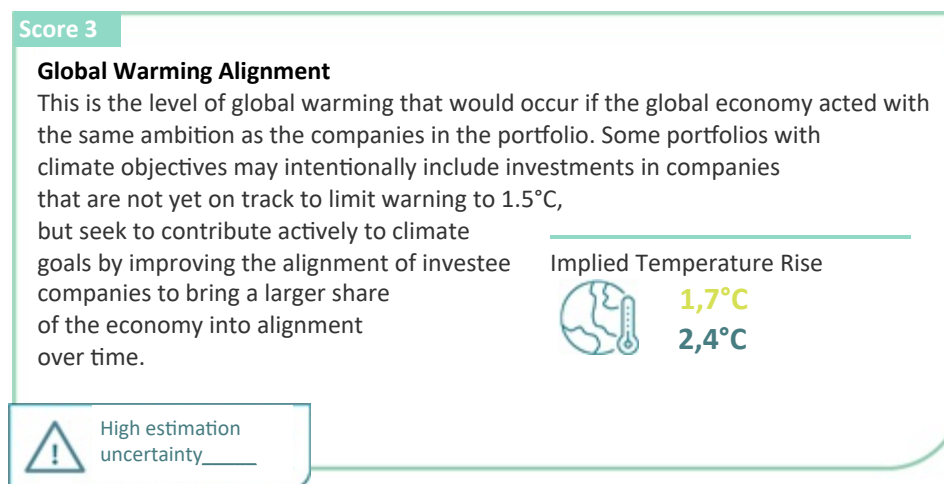 Score 3
Global Warming Alignment
This is the level of global warming that would occur if the global economy acted with
the same ambition as the companies in the portfolio. Some portfolios with
climate objectives may intentionally include investments in companies
that are not yet on track to limit warning to 1.5°C,
but seek to contribute actively to climate
goals by improving the alignment of investee
companies to bring a larger share
of the economy into alignment
over time.
Implied Temperature Rise
1,7°C
2,4°C
High estimation
uncertainty_____